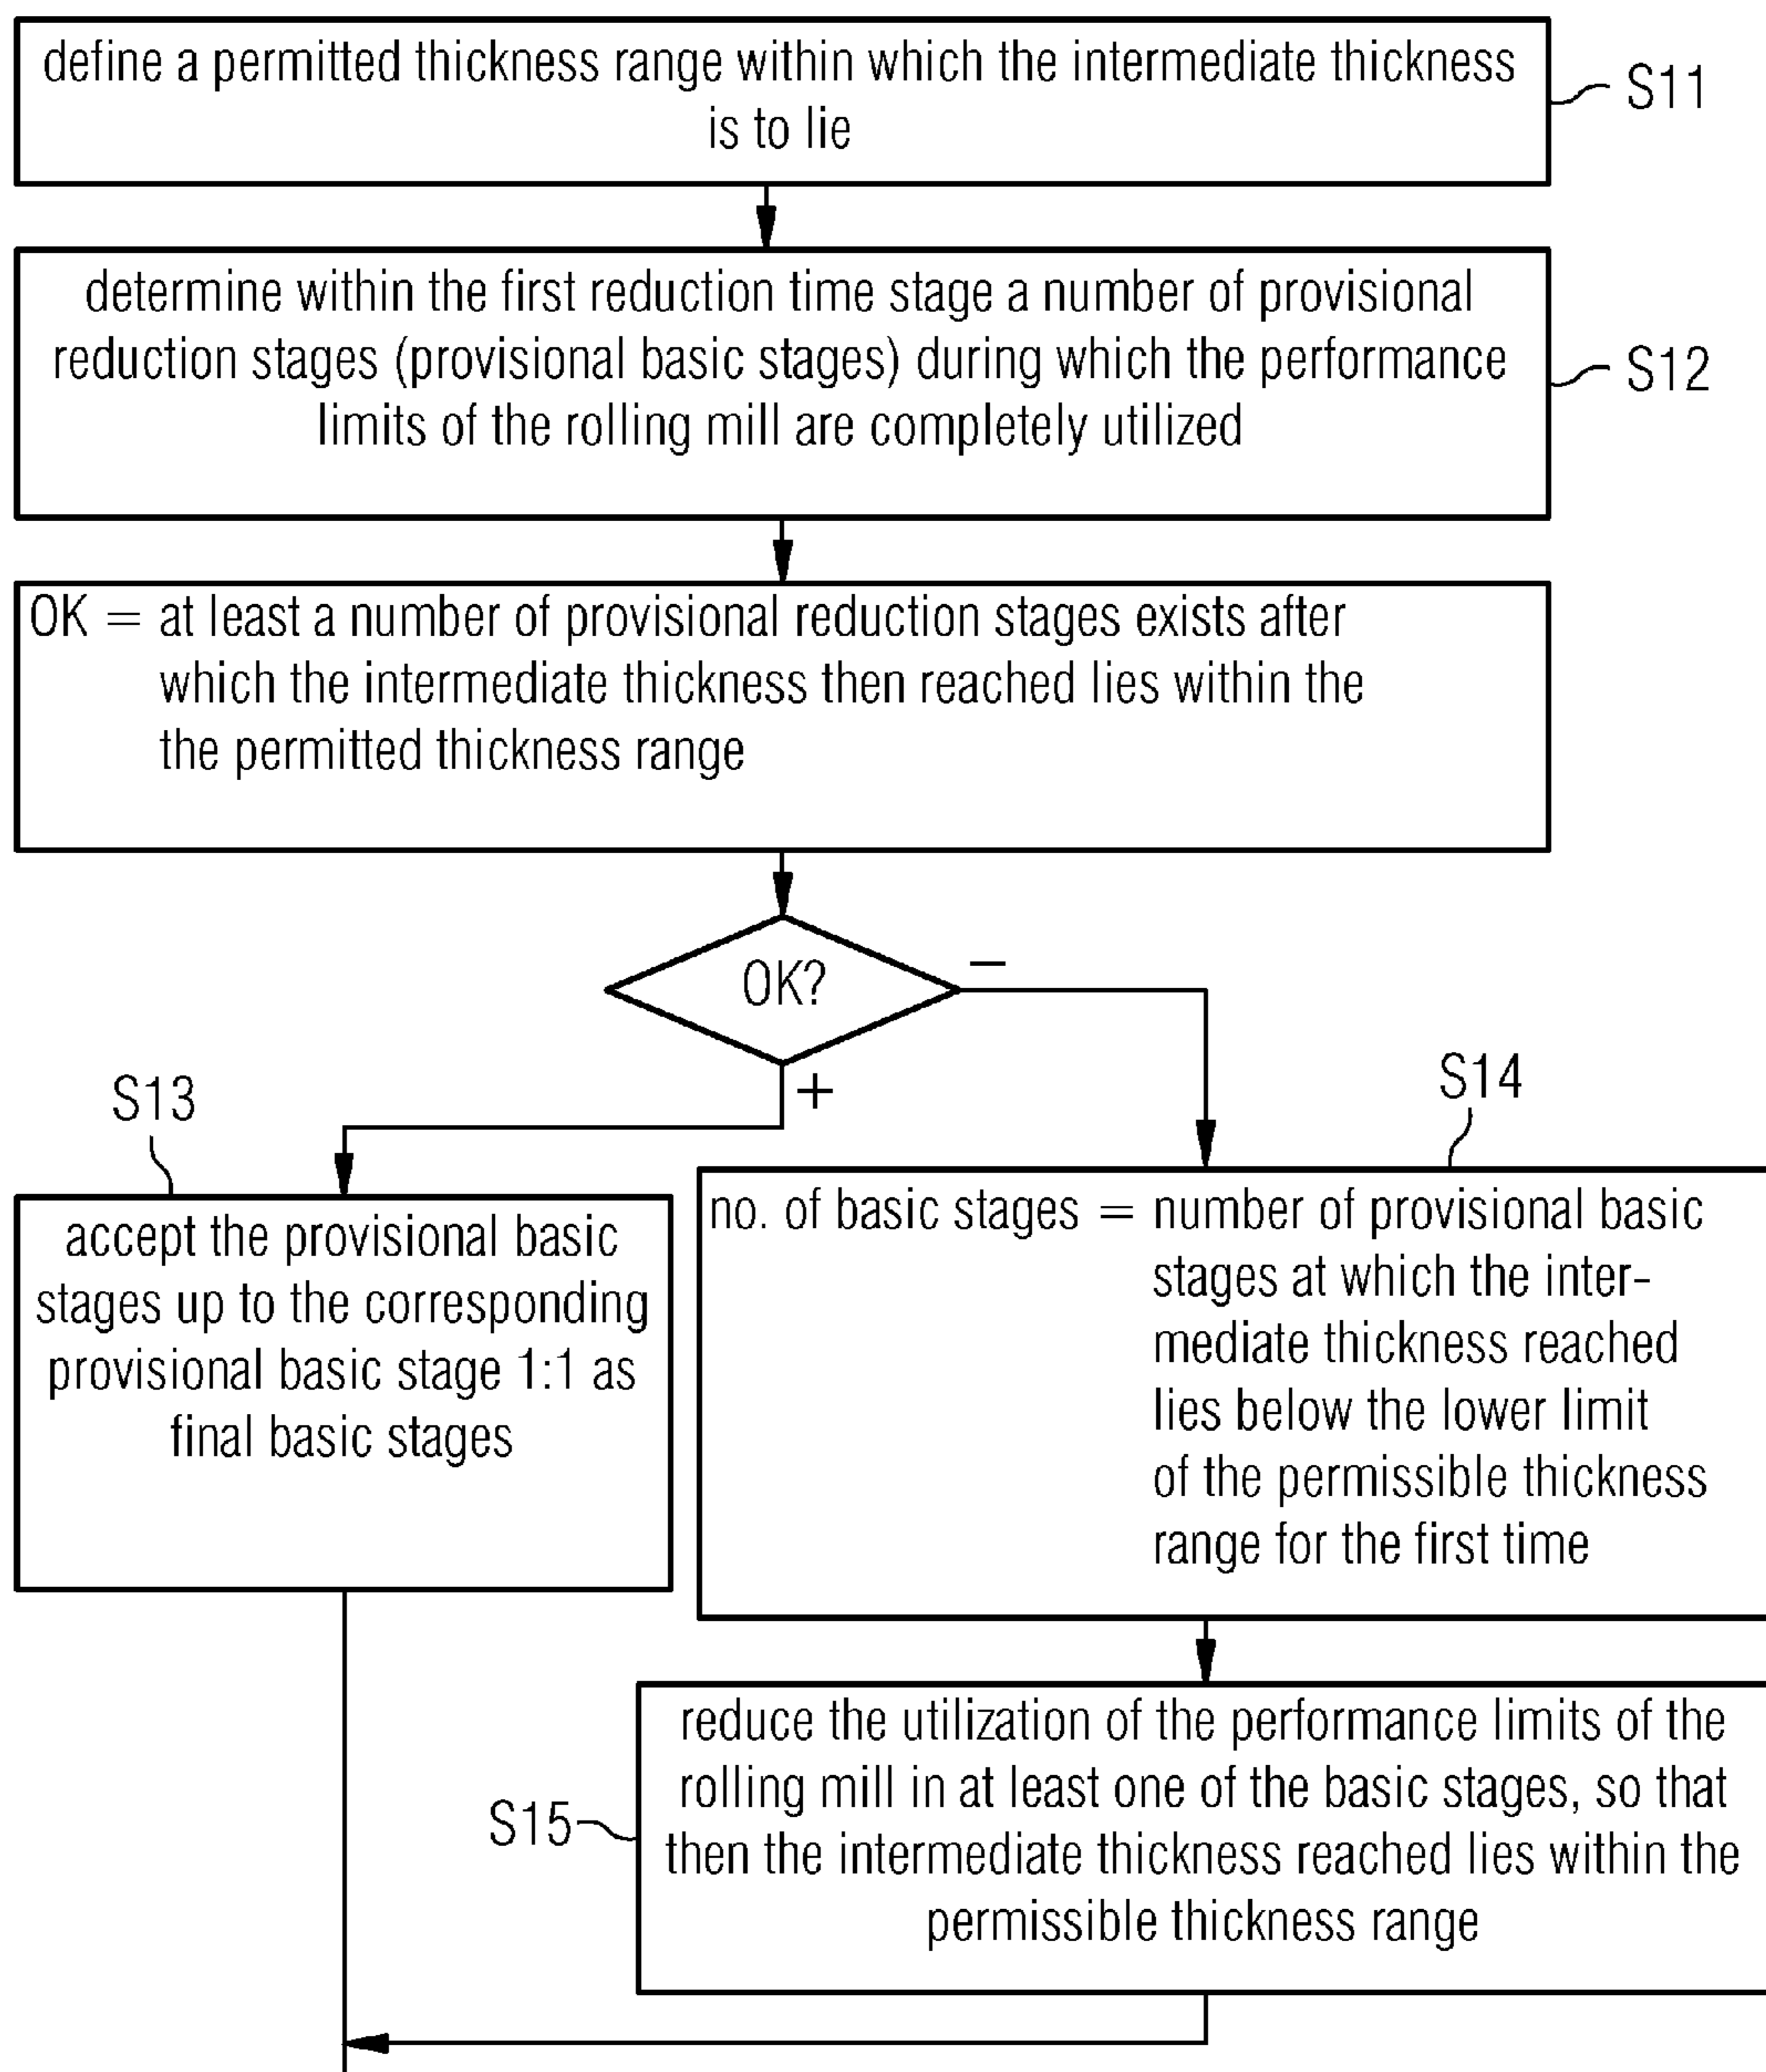 define a permitted thickness range within which the intermediate thickness
is to lie
S11
determine within the first reduction time stage a number of provisional
reduction stages (provisional basic stages) during which the performance
limits of the rolling mill are completely utilized
S12
OK = at least a number of provisional reduction stages exists after
which the intermediate thickness then reached lies within the
the permitted thickness range
OK?
−
+
S13
accept the provisional basic
stages up to the corresponding
provisional basic stage 1:1 as
final basic stages
S14
no. of basic stages = number of provisional basic
stages at which the inter-
mediate thickness reached
lies below the lower limit
of the permissible thickness
range for the first time
S15
reduce the utilization of the performance limits of the
rolling mill in at least one of the basic stages, so that
then the intermediate thickness reached lies within the
permissible thickness range